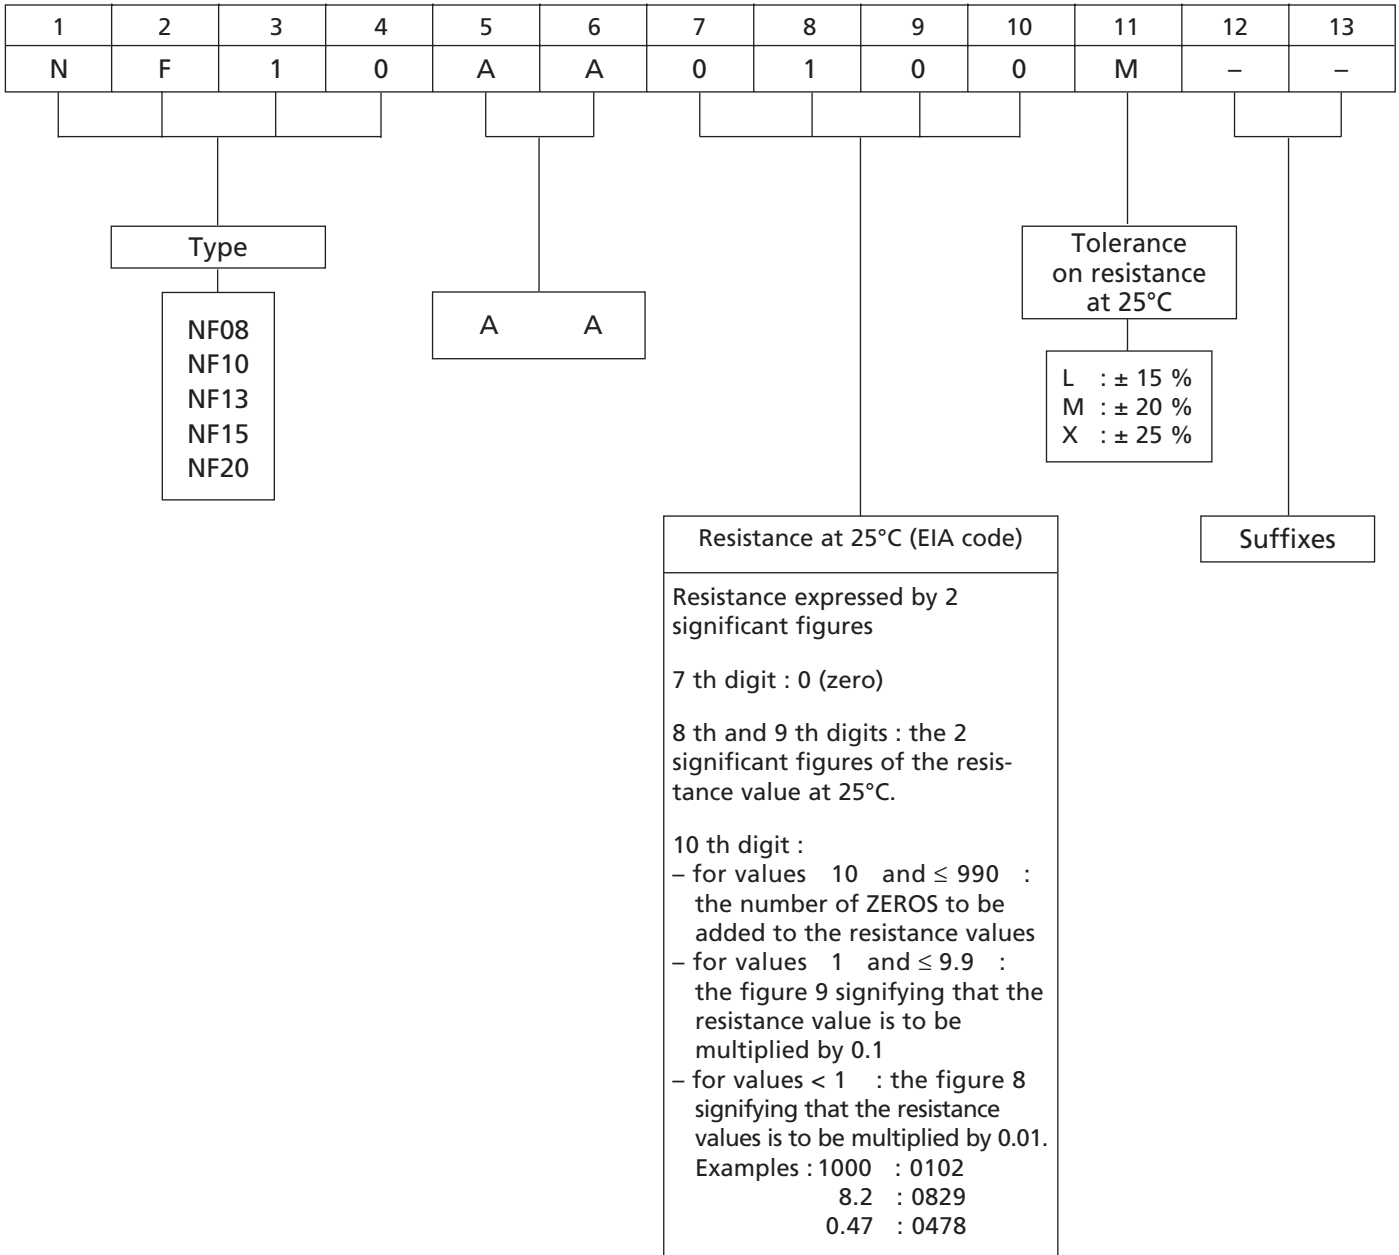 1 2 3 4 5 6 7 8 9 10 11 12 13
N F 1 0 A A 0 1 0 0 M – –
Type
NF08
NF10
NF13
NF15
NF20
A A
Tolerance
on resistance
at 25°C
L : ± 15 %
M : ± 20 %
X : ± 25 %
Resistance at 25°C (EIA code)
Resistance expressed by 2
significant figures
7 th digit : 0 (zero)
8 th and 9 th digits : the 2
significant figures of the resis-
tance value at 25°C.
10 th digit :
– for values 10 and ≤ 990 :
the number of ZEROS to be
added to the resistance values
– for values 1 and ≤ 9.9 :
the figure 9 signifying that the
resistance value is to be
multiplied by 0.1
– for values < 1 : the figure 8
signifying that the resistance
values is to be multiplied by 0.01.
Examples : 1000 : 0102
8.2 : 0829
0.47 : 0478
Suffixes